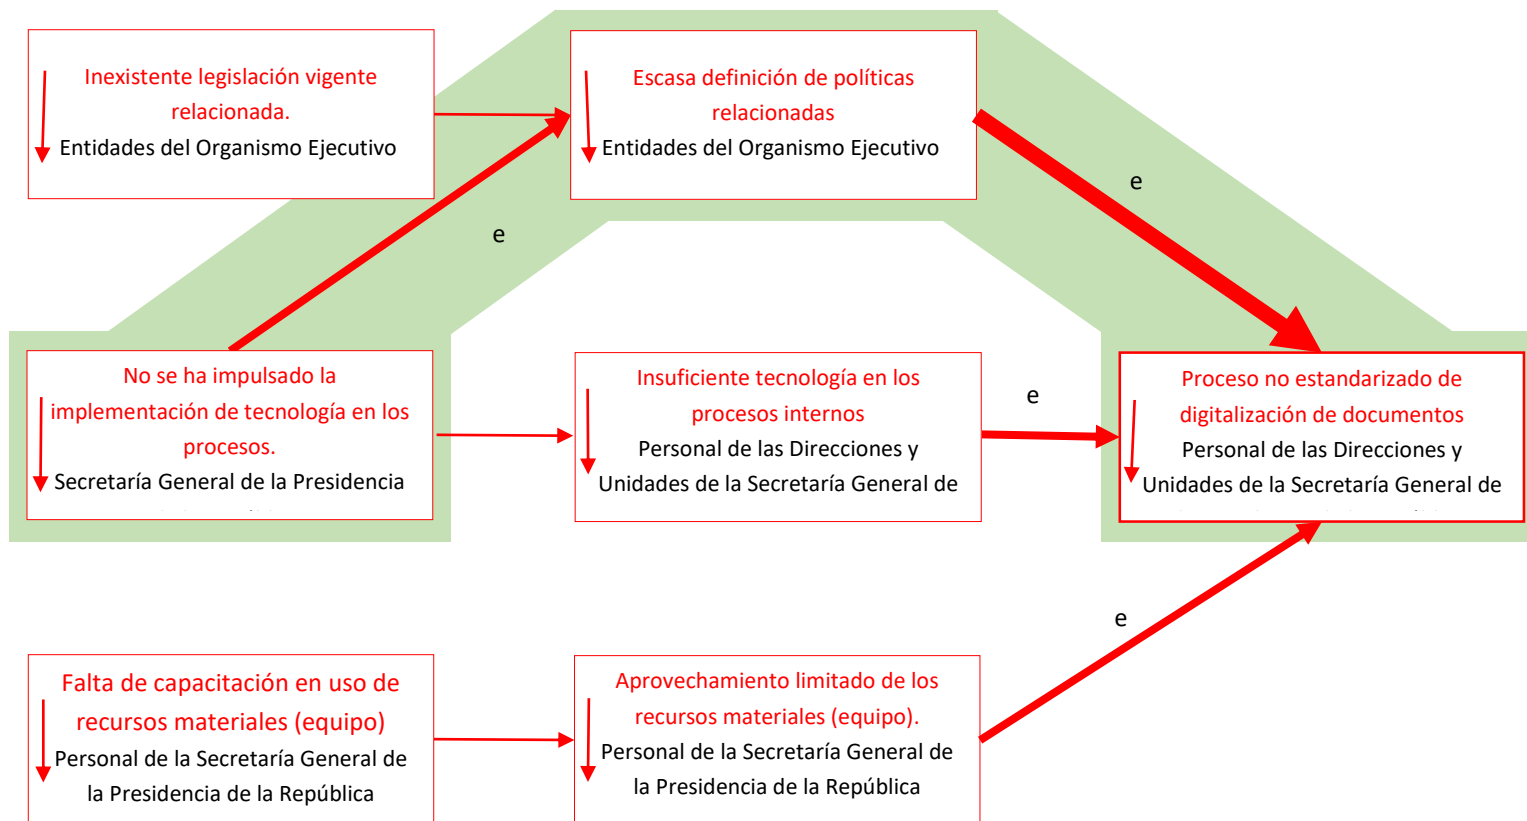 Inexistente legislación vigente
relacionada.
Entidades del Organismo Ejecutivo
Escasa definición de políticas
relacionadas
Entidades del Organismo Ejecutivo
e
e
No se ha impulsado la
implementación de tecnología en los
procesos.
Secretaría General de la Presidencia
Insuficiente tecnología en los
procesos internos
Personal de las Direcciones y
Unidades de la Secretaría General de
e
Proceso no estandarizado de
digitalización de documentos
Personal de las Direcciones y
Unidades de la Secretaría General de
e
Falta de capacitación en uso de
recursos materiales (equipo)
Personal de la Secretaría General de
la Presidencia de la República
Aprovechamiento limitado de los
recursos materiales (equipo).
Personal de la Secretaría General de
la Presidencia de la República